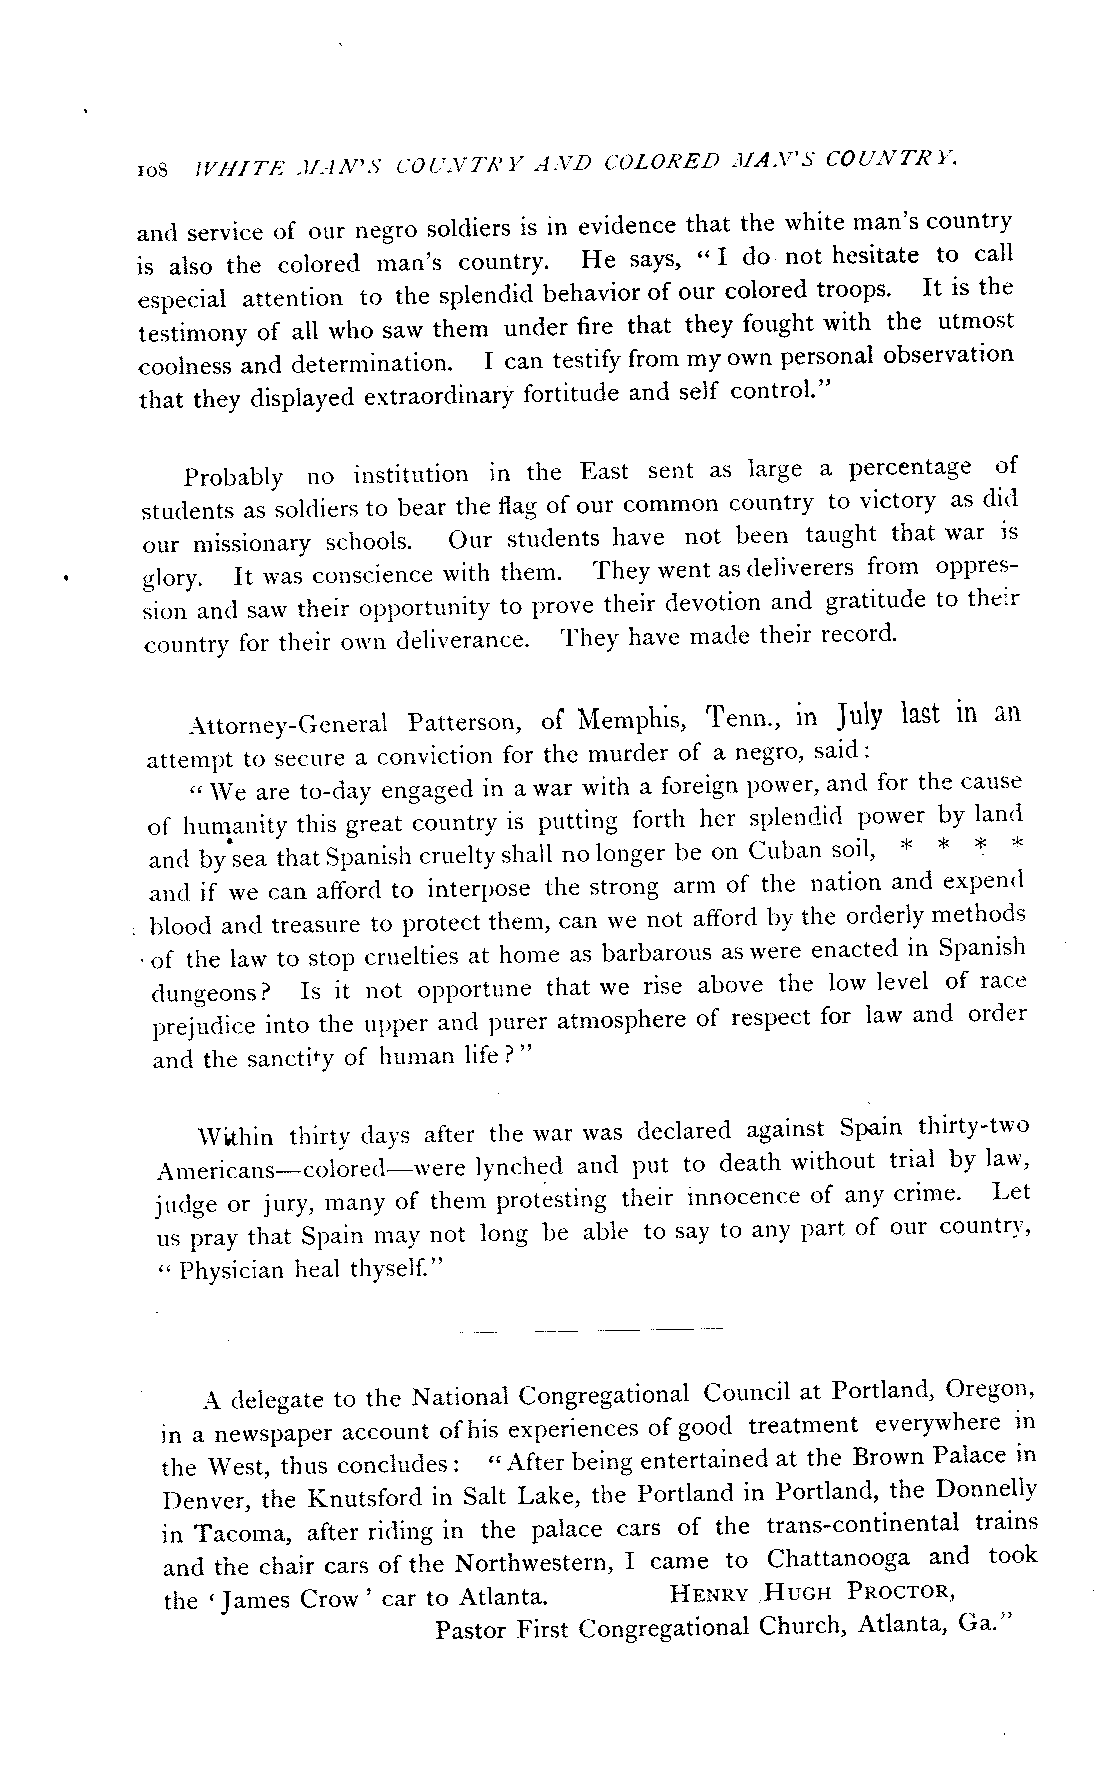 108 WHITE MAN'S COUNTRY AND COLORED MAN'S COUNTRY.
and service of our negro soldiers is in evidence that the white man's country
is also the colored man's country. He says, "I do not hesitate to call
especial attention to the splendid behavior of our colored troops. It is the
testimony of all who saw them under fire that they fought with the utmost
coolness and determination. I can testify from my own personal observation
that they displayed extraordinary fortitude and self control."
Probably no institution in the East sent as large a percentage of
students as soldiers to bear the flag of our common country to victory as did
our missionary schools. Our students have not been taught that war is
glory. It was conscience with them. They went as deliverers from oppres-
sion and saw their opportunity to prove their devotion and gratitude to their
country for their own deliverance. They have made their record.
Attorney-General Patterson, of Memphis, Tenn., in July last in an
attempt to secure a conviction for the murder of a negro, said:
"We are to-day engaged in a war with a foreign power, and for the cause
of humanity this great country is putting forth her splendid power by land
and by sea that Spanish cruelty shall no longer be on Cuban soil, * * * *
and if we can afford to interpose the strong arm of the nation and expend
blood and treasure to protect them, can we not afford by the orderly methods
of the law to stop cruelties at home as barbarous as were enacted in Spanish
dungeons? Is it not opportune that we rise above the low level of race
prejudice into the upper and purer atmosphere of respect for law and order
and the sanctity of human life?"
Within thirty days after the war was declared against Spain thirty-two
Americans—colored—were lynched and put to death without trial by law,
judge or jury, many of them protesting their innocence of any crime. Let
us pray that Spain may not long be able to say to any part of our country,
"Physician heal thyself."
A delegate to the National Congregational Council at Portland, Oregon,
in a newspaper account of his experiences of good treatment everywhere in
the West, thus concludes: "After being entertained at the Brown Palace in
Denver, the Knutsford in Salt Lake, the Portland in Portland, the Donnelly
in Tacoma, after riding in the palace cars of the trans-continental trains
and the chair cars of the Northwestern, I came to Chattanooga and took
the 'James Crow' car to Atlanta. HENRY HUGH PROCTOR,
Pastor First Congregational Church, Atlanta, Ga."